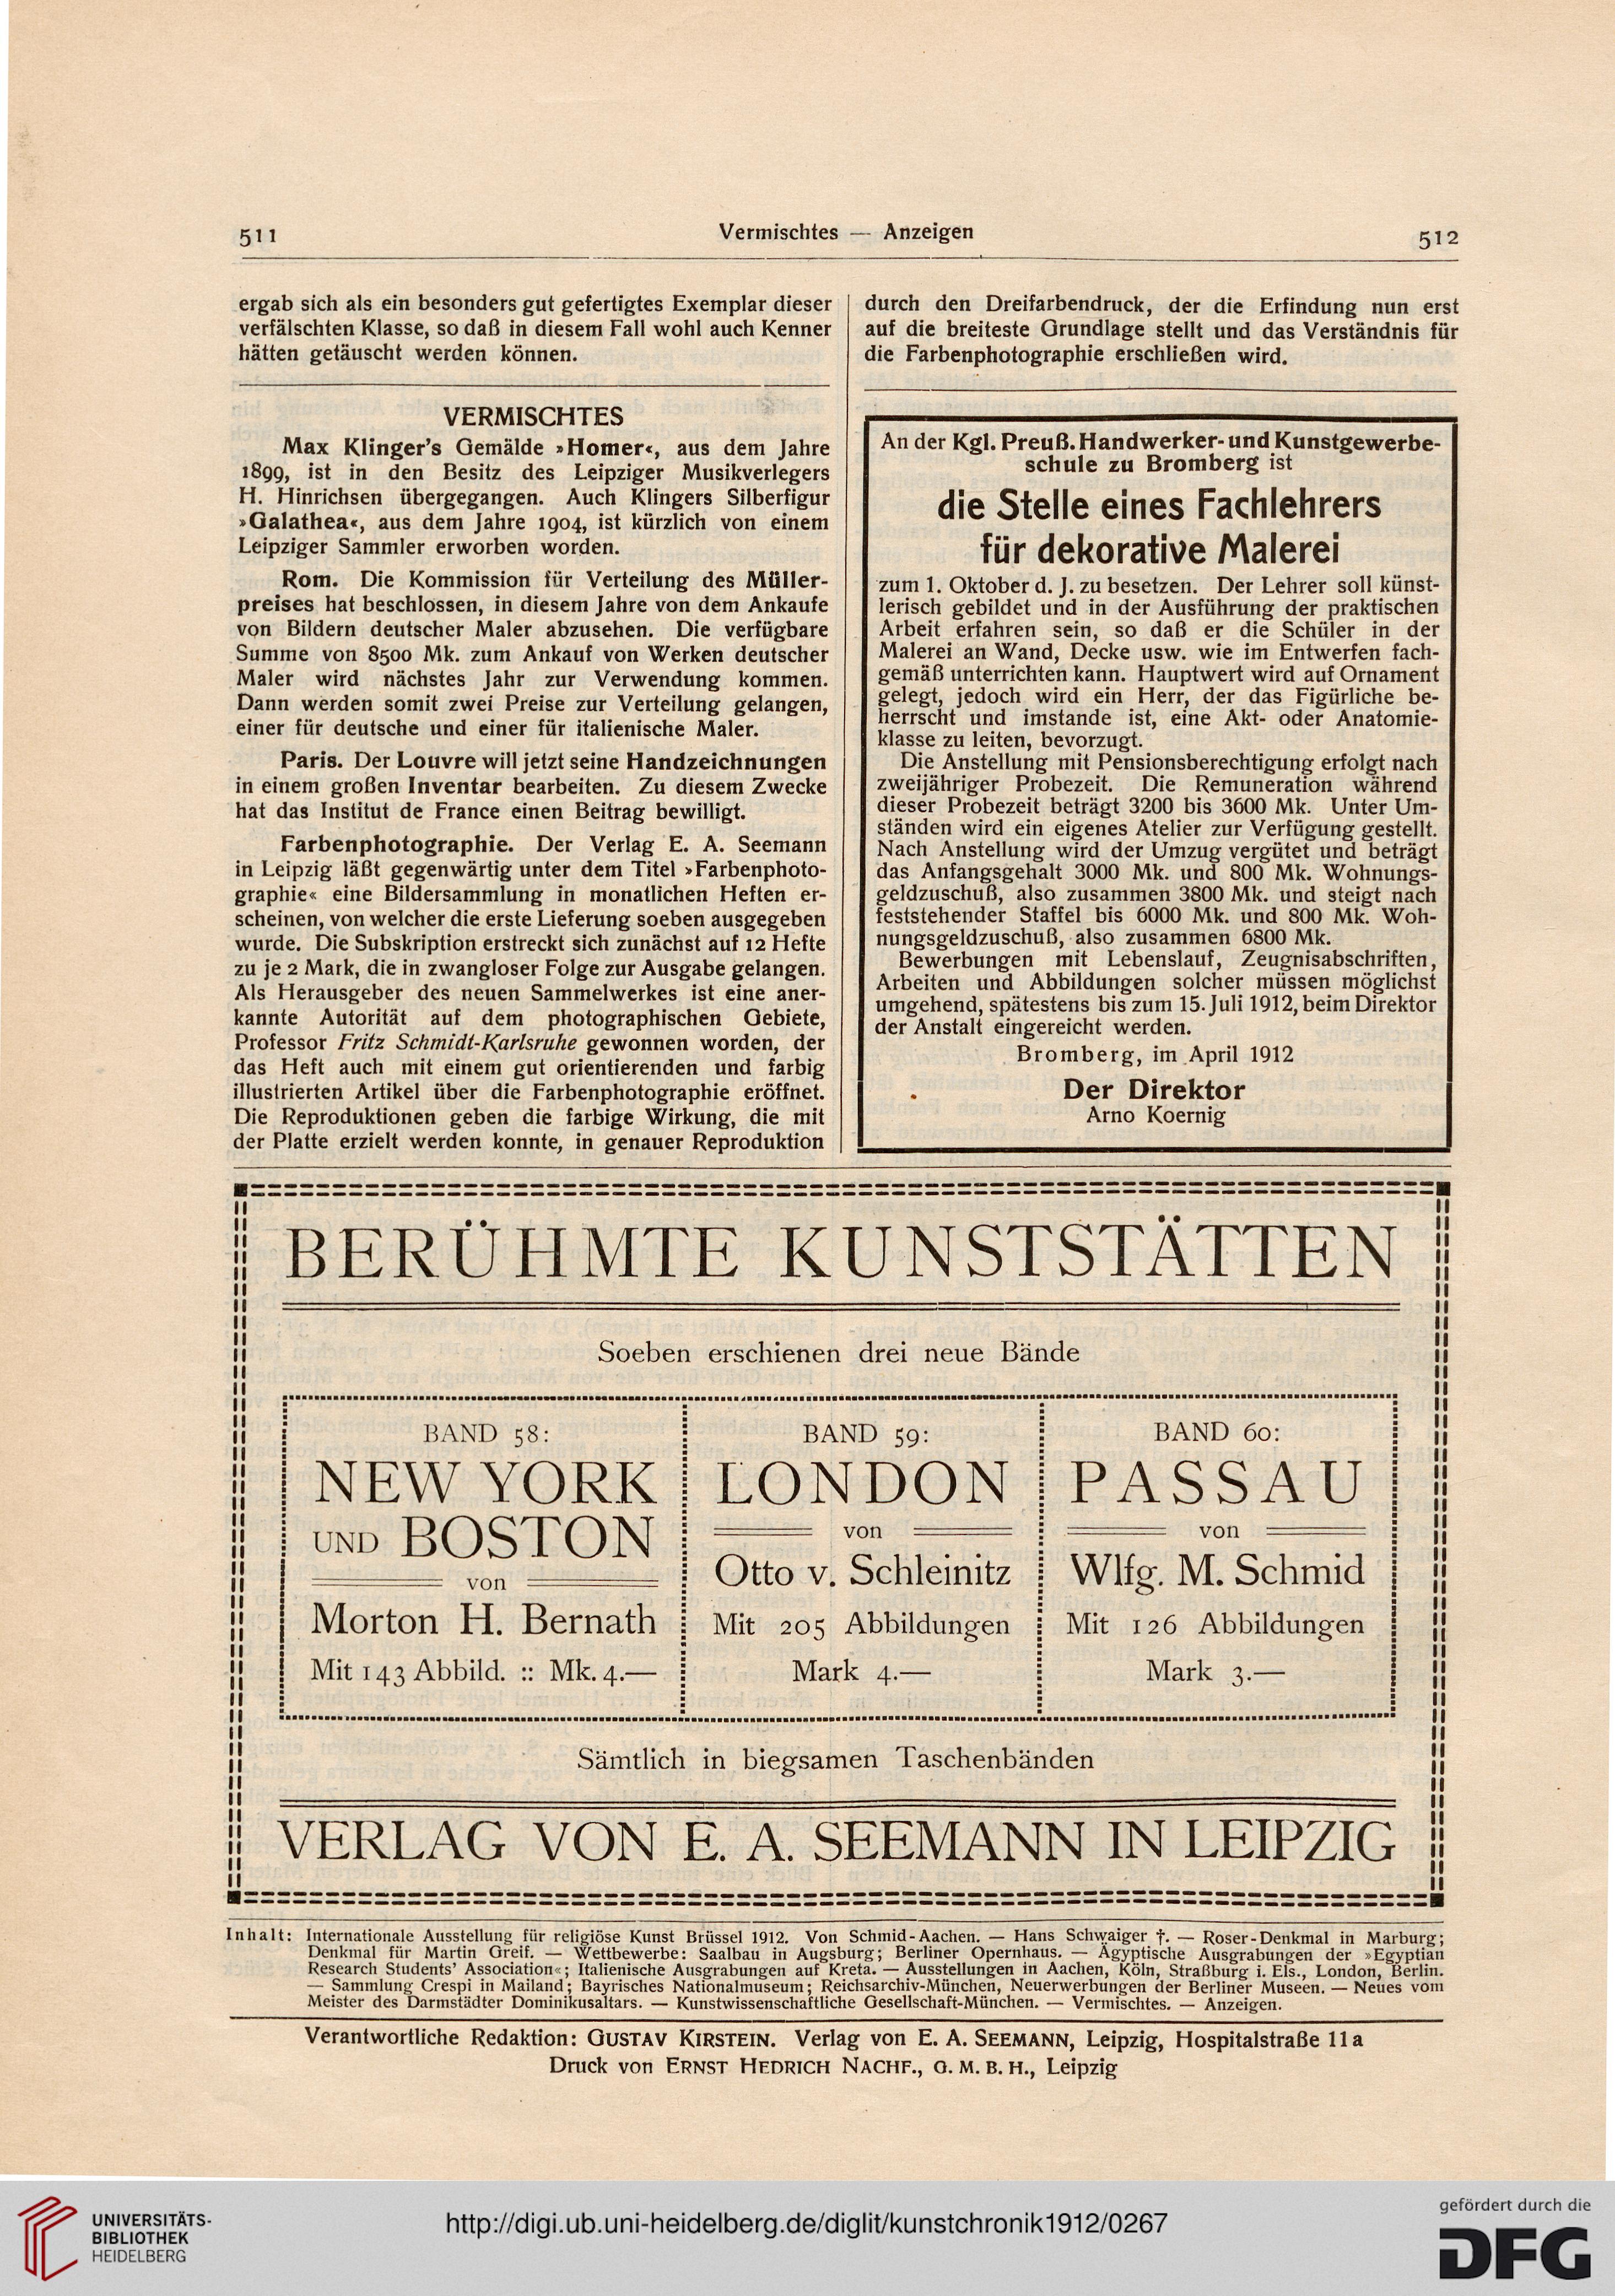 511
Vermischtes — Anzeigen
512
ergab sich als ein besonders gut gefertigtes Exemplar dieser
verfälschten Klasse, so daß in diesem Fall wohl auch Kenner
hätten getäuscht werden können.
VERMISCHTES
Max Klinger's Gemälde »Homer«, aus dem Jahre
1899, ist in den Besitz des Leipziger Musikverlegers
H. Hinrichsen übergegangen. Auch Klingers Silberfigur
»Galathea«, aus dem Jahre 1904, ist kürzlich von einem
Leipziger Sammler erworben worden.
Rom. Die Kommission für Verteilung des Müller-
preises hat beschlossen, in diesem Jahre von dem Ankaufe
von Bildern deutscher Maler abzusehen. Die verfügbare
Summe von 8500 Mk. zum Ankauf von Werken deutscher
Maler wird nächstes Jahr zur Verwendung kommen.
Dann werden somit zwei Preise zur Verteilung gelangen,
einer für deutsche und einer für italienische Maler.
Paris. Der Louvre will jetzt seine Handzeichnungen
in einem großen Inventar bearbeiten. Zu diesem Zwecke
hat das Institut de France einen Beitrag bewilligt.
Farbenphotographie. Der Verlag E. A. Seemann
in Leipzig läßt gegenwärtig unter dem Titel »Farbenphoto-
graphie« eine Bildersammlung in monatlichen Heften er-
scheinen, von welcher die erste Lieferung soeben ausgegeben
wurde. Die Subskription erstreckt sich zunächst auf 12 Hefte
zu je 2 Mark, die in zwangloser Folge zur Ausgabe gelangen.
Als Herausgeber des neuen Sammelwerkes ist eine aner-
kannte Autorität auf dem photographischen Gebiete,
Professor Fritz Schmidt-Karlsruhe gewonnen worden, der
das Heft auch mit einem gut orientierenden und farbig
illustrierten Artikel über die Farbenphotographie eröffnet.
Die Reproduktionen geben die farbige Wirkung, die mit
der Platte erzielt werden konnte, in genauer Reproduktion
durch den Dreifarbendruck, der die Erfindung nun erst
auf die breiteste Grundlage stellt und das Verständnis für
die Farbenphotographie erschließen wird.
An der Kgl. Preuß. Handwerker- und Kunstgewerbe-
schule zu Bromberg ist
die Stelle eines Fachlehrers
für dekorative Malerei
zum 1. Oktober d. J. zu besetzen. Der Lehrer soll künst-
lerisch gebildet und in der Ausführung der praktischen
Arbeit erfahren sein, so daß er die Schüler in der
Malerei an Wand, Decke usw. wie im Entwerfen fach-
gemäß unterrichten kann. Hauptwert wird auf Ornament
gelegt, jedoch wird ein Herr, der das Figürliche be-
herrscht und imstande ist, eine Akt- oder Anatomie-
klasse zu leiten, bevorzugt.
Die Anstellung mit Pensionsberechtigung erfolgt nach
zweijähriger Probezeit. Die Remuneration während
dieser Probezeit beträgt 3200 bis 3600 Mk. Unter Um-
ständen wird ein eigenes Atelier zur Verfügung gestellt.
Nach Anstellung wird der Umzug vergütet und beträgt
das Anfangsgehalt 3000 Mk. und 800 Mk. Wohnungs-
geldzuschuß, also zusammen 3800 Mk. und steigt nach
feststehender Staffel bis 6000 Mk. und 800 Mk. Woh-
nungsgeldzuschuß, also zusammen 6800 Mk.
Bewerbungen mit Lebenslauf, Zeugnisabschriften,
Arbeiten und Abbildungen solcher müssen möglichst
umgehend, spätestens bis zum 15. Juli 1912, beim Direktor
der Anstalt eingereicht werden.
Bromberg, im April 1912
Der Direktor
Arno Koernig
BERÜHMTE KUNSTSTÄTTEN
Soeben erschienen drei neue Bände
BAND 58:
NEW YORK
UND BOSTON
von
Morton H. Bernath
Mit 143 Abbild. :: Mk. 4.—
BAND 59:
LONDON
von
Otto v. Schleinitz
Mit 205 Abbildungen
Mark 4.—
BAND 60:
PASSAU
von
Wlfg. M. Schmid
Mit 126 Abbildungen
Mark 3.—
Sämtlich in biegsamen Taschenbänden
VERLAG VON E. A. SEEMANN IN LEIPZIG
Inhalt: Internationale Ausstellung für religiöse Kunst Brüssel 1912. Von Schmid-Aachen. — Hans Schwaiger †. — Roser-Denkmal in Marburg;
Denkmal für Martin Greif. — Wettbewerbe: Saalbau in Augsburg; Berliner Opernhaus. — Ägyptische Ausgrabungen der »Egyptian
Research Students' Association«; Italienische Ausgrabungen auf Kreta. — Ausstellungen in Aachen, Köln, Straßburg i. Els., London, Berlin.
— Sammlung Crespi in Mailand; Bayrisches Nationalmuseum; Reichsarchiv-München, Neuerwerbungen der Berliner Museen. — Neues vom
Meister des Darmstädter Dominikusaltars. — Kunstwissenschaftliche Gesellschaft-München. — Vermischtes. — Anzeigen.
Verantwortliche Redaktion: GUSTAV KIRSTEIN. Verlag von E. A. SEEMANN, Leipzig, Hospitalstraße 11a
Druck von ERNST HEDRICH NACHF., G. M. B. H., Leipzig
UNIVERSITÄTS-
BIBLIOTHEK
HEIDELBERG
http://digi.ub.uni-heidelberg.de/diglit/kunstchronik1912/0267
gefördert durch die
DFG